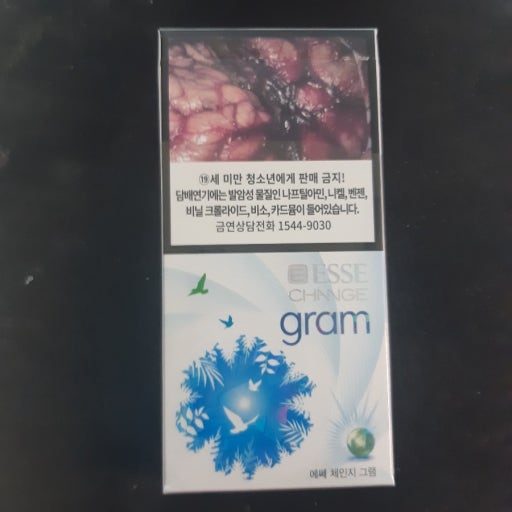 ⑲세 미만 청소년에게 판매 금지!
담배연기에는 발암성 물질인 나프틸아민, 니켈, 벤젠,
비닐 크롤라이드, 비소, 카드뮴이 들어있습니다.
금연상담전화 1544-9030
ESSE
CHANGE
gram
에쎄 체인지 그램